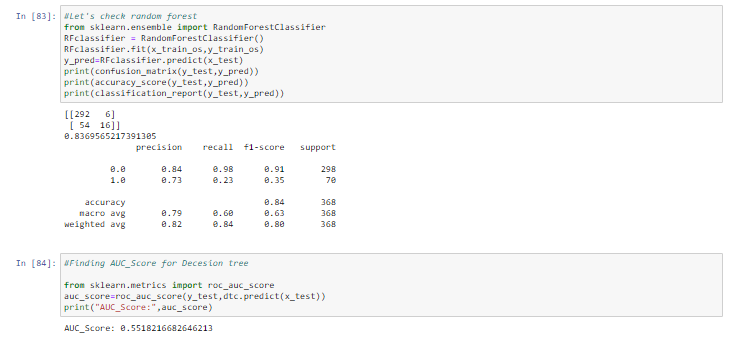 In [83]: #Let's check random forest
from sklearn.ensemble import RandomForestClassifier
RFclassifier = RandomForestClassifier()
RFclassifier.fit(x_train_os,y_train_os)
y_pred=RFclassifier.predict(x_test)
print(confusion_matrix(y_test,y_pred))
print(accuracy_score(y_test,y_pred))
print(classification_report(y_test,y_pred))
[[292   6]
 [ 54  16]]
0.8369565217391305
precision    recall  f1-score   support
0.0       0.84      0.98      0.91       298
1.0       0.73      0.23      0.35        70
accuracy                           0.84       368
macro avg       0.79      0.60      0.63       368
weighted avg       0.82      0.84      0.80       368
In [84]: #Finding AUC_Score for Decesion tree
from sklearn.metrics import roc_auc_score
auc_score=roc_auc_score(y_test,dtc.predict(x_test))
print("AUC_Score:",auc_score)
AUC_Score: 0.5518216682646213